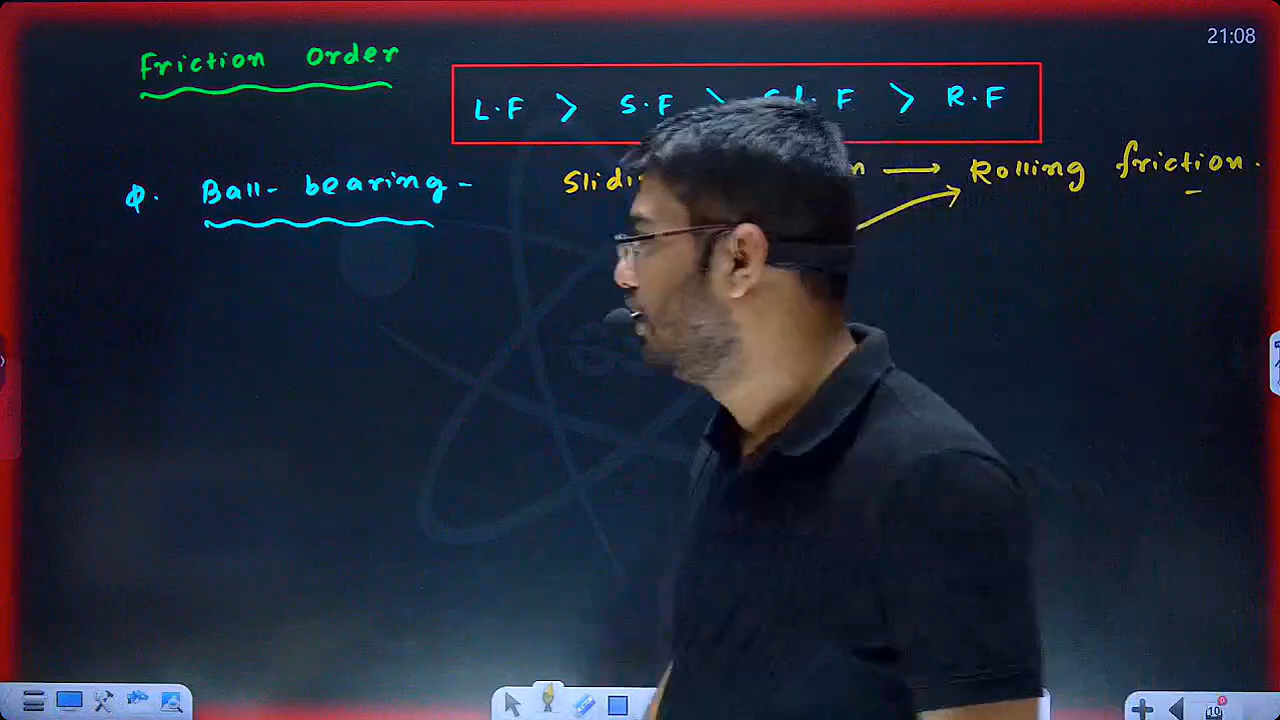 21:08
Friction Order
L.F > S.F > F > R.F
Q. Ball-bearing- → Rolling friction.